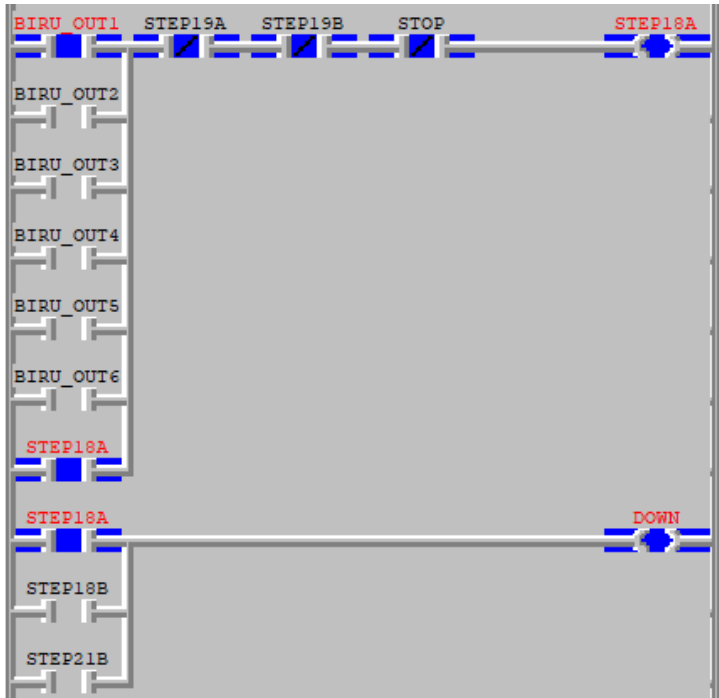 BIRU_OUT1 STEP19A STEP19B STOP STEP18A
BIRU_OUT2
BIRU_OUT3
BIRU_OUT4
BIRU_OUT5
BIRU_OUT6
STEP18A
STEP18A DOWN
STEP18B
STEP21B